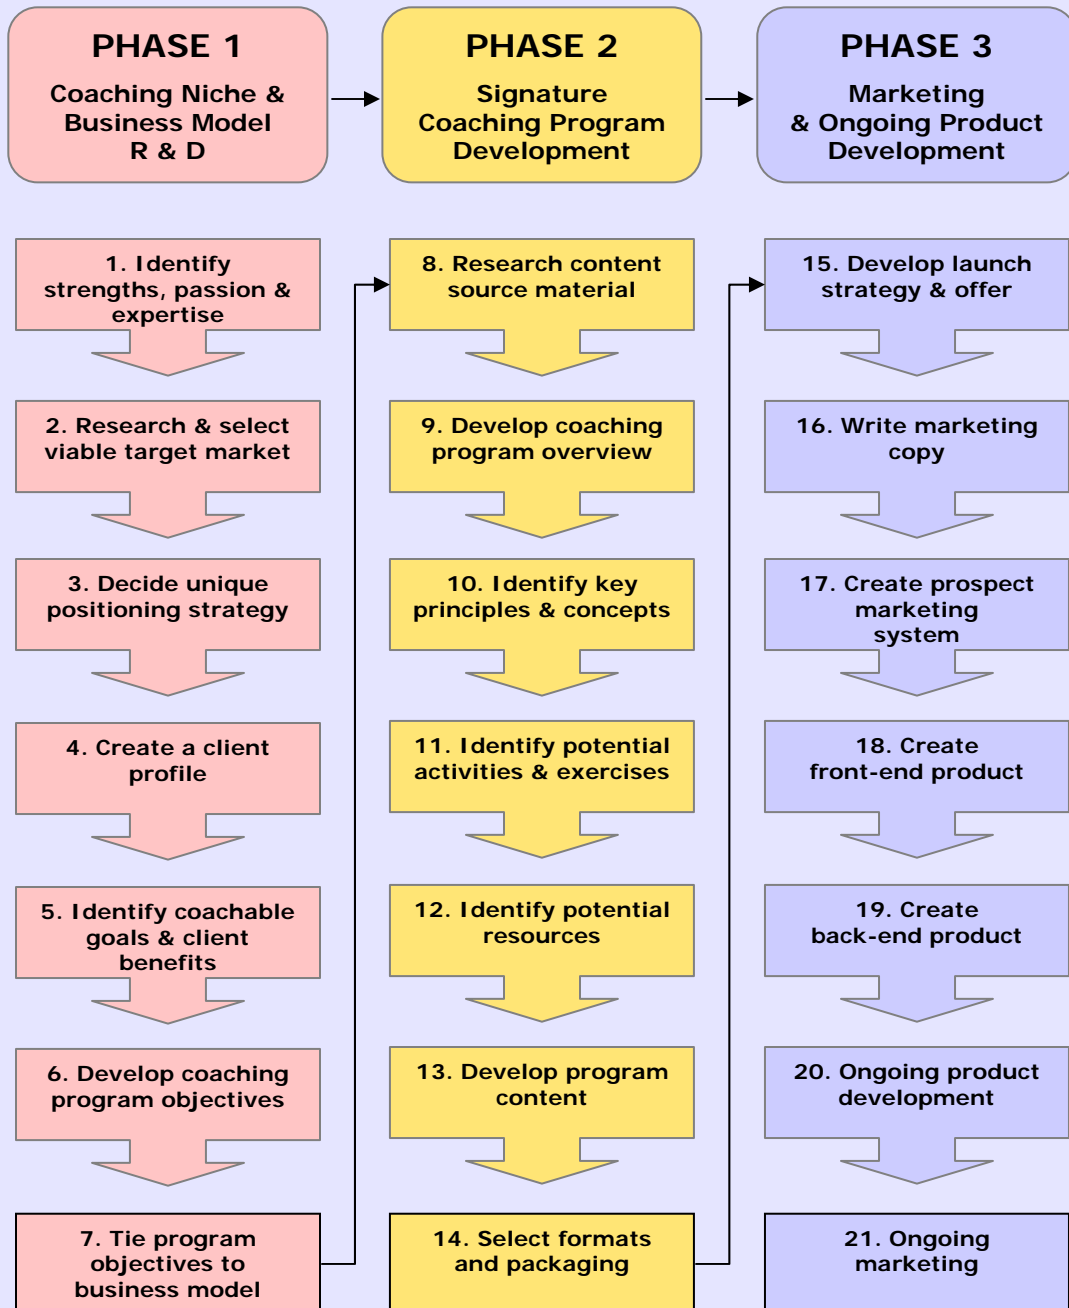 PHASE 1
Coaching Niche &
Business Model
R & D
PHASE 2
Signature
Coaching Program
Development
PHASE 3
Marketing
& Ongoing Product
Development
1. Identify
strengths, passion &
expertise
2. Research & select
viable target market
3. Decide unique
positioning strategy
4. Create a client
profile
5. Identify coachable
goals & client
benefits
6. Develop coaching
program objectives
7. Tie program
objectives to
business model
8. Research content
source material
9. Develop coaching
program overview
10. Identify key
principles & concepts
11. Identify potential
activities & exercises
12. Identify potential
resources
13. Develop program
content
14. Select formats
and packaging
15. Develop launch
strategy & offer
16. Write marketing
copy
17. Create prospect
marketing
system
18. Create
front-end product
19. Create
back-end product
20. Ongoing product
development
21. Ongoing
marketing